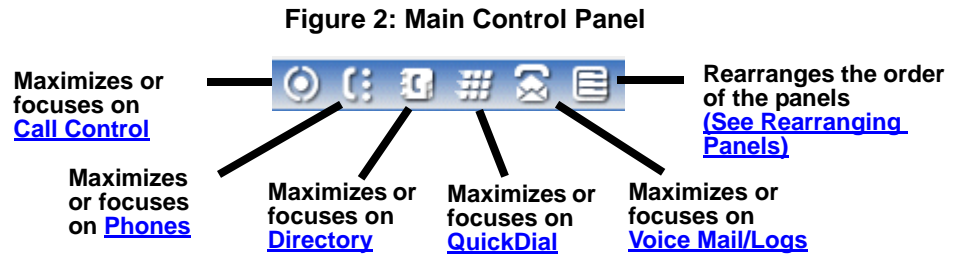 Figure 2: Main Control Panel
Maximizes or
focuses on
Call Control
Rearranges the order
of the panels
(See Rearranging
Panels)
Maximizes
or focuses
on Phones
Maximizes or
focuses on
Directory
Maximizes or
focuses on
QuickDial
Maximizes or
focuses on
Voice Mail/Logs